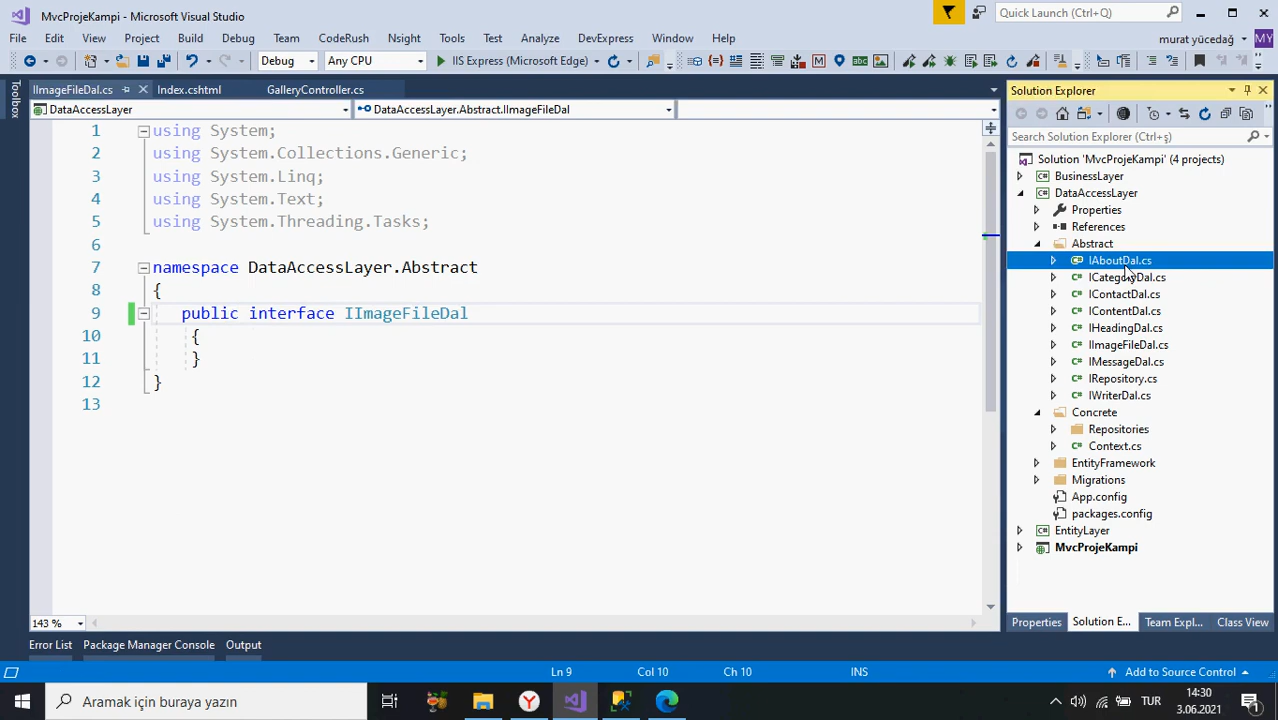 MvcProjeKampi - Microsoft Visual Studio
Quick Launch (Ctrl+Q)
File Edit View Project Build Debug Team CodeRush Nsight Tools Test Analyze DevExpress Window Help
murat yücedağ MY
Debug Any CPU IIS Express (Microsoft Edge)
Toolbox
IImageFileDal.cs Index.cshtml GalleryController.cs
DataAccessLayer DataAccessLayer.Abstract.IImageFileDal
1 using System;
2 using System.Collections.Generic;
3 using System.Linq;
4 using System.Text;
5 using System.Threading.Tasks;
6
7 namespace DataAccessLayer.Abstract
8 {
9 public interface IImageFileDal
10 {
11 }
12 }
13
143 %
Solution Explorer
Search Solution Explorer (Ctrl+ş)
Solution 'MvcProjeKampi' (4 projects)
BusinessLayer
DataAccessLayer
Properties
References
Abstract
IAboutDal.cs
ICategoryDal.cs
IContactDal.cs
IContentDal.cs
IHeadingDal.cs
IImageFileDal.cs
IMessageDal.cs
IRepository.cs
IWriterDal.cs
Concrete
Repositories
Context.cs
EntityFramework
Migrations
App.config
packages.config
EntityLayer
MvcProjeKampi
Properties Solution E... Team Expl... Class View
Error List Package Manager Console Output
Ln 9 Col 10 Ch 10 INS Add to Source Control
Aramak için buraya yazın
TUR
14:30
3.06.2021
1